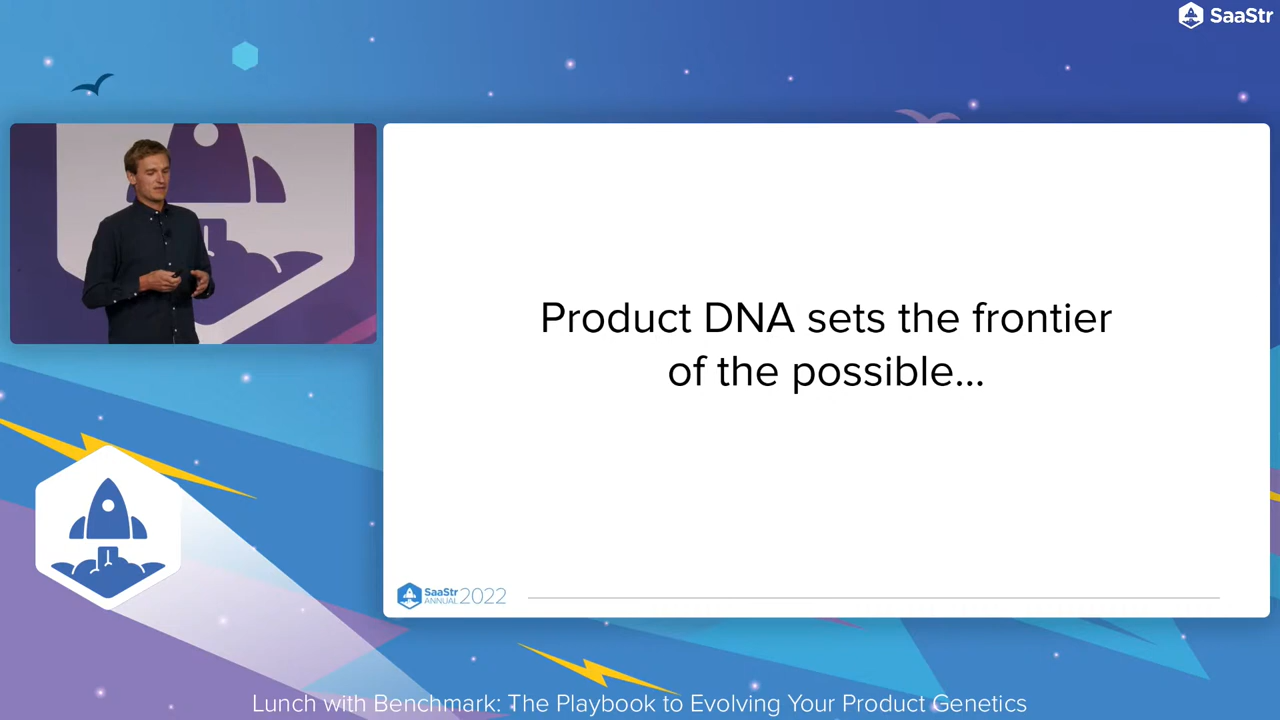 SaaStr
Product DNA sets the frontier
of the possible...
SaaStr
ANNUAL 2022
Lunch with Benchmark: The Playbook to Evolving Your Product Genetics